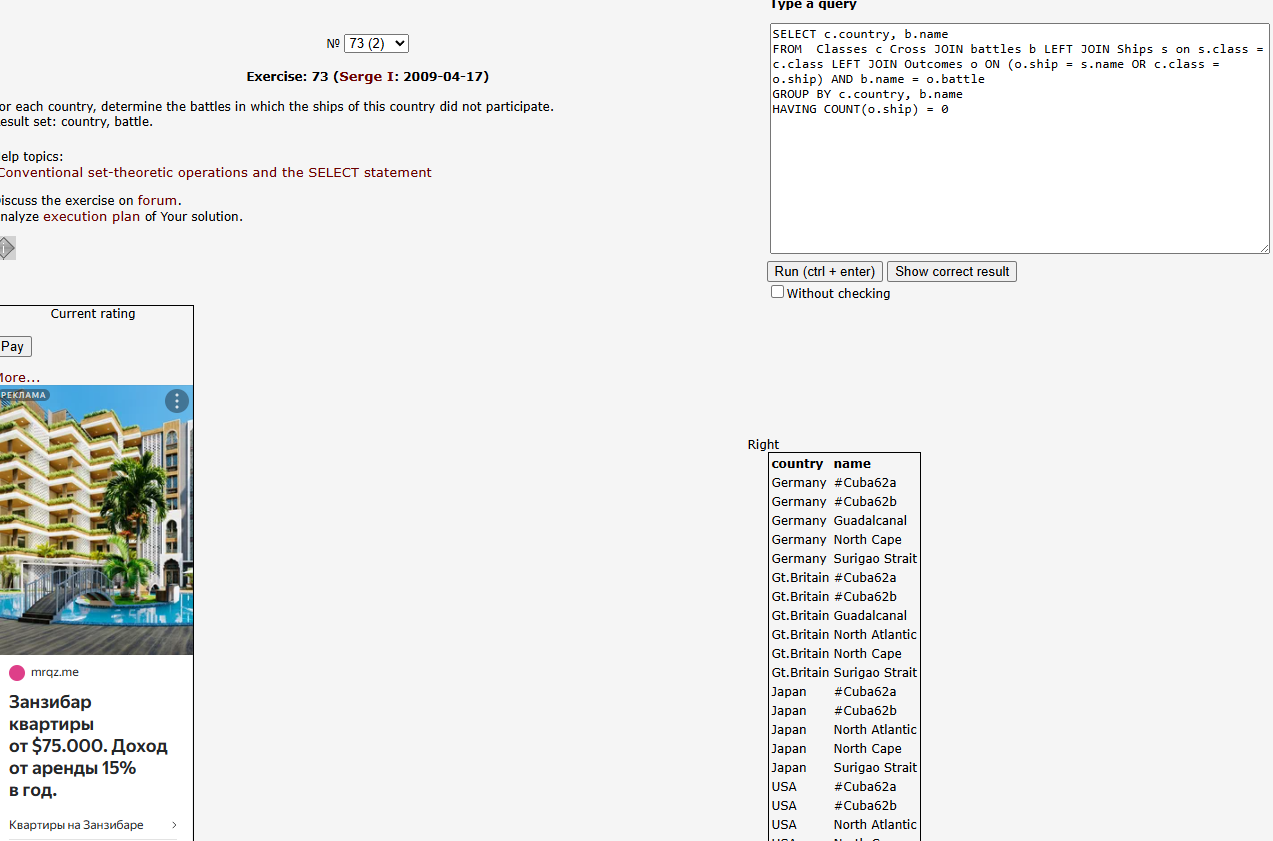 Type a query
№ 73 (2)
Exercise: 73 (Serge I: 2009-04-17)
or each country, determine the battles in which the ships of this country did not participate.
esult set: country, battle.
elp topics:
Conventional set-theoretic operations and the SELECT statement
iscuss the exercise on forum.
nalyze execution plan of Your solution.
SELECT c.country, b.name
FROM  Classes c Cross JOIN battles b LEFT JOIN Ships s on s.class =
c.class LEFT JOIN Outcomes o ON (o.ship = s.name OR c.class =
o.ship) AND b.name = o.battle
GROUP BY c.country, b.name
HAVING COUNT(o.ship) = 0
Run (ctrl + enter) Show correct result
Without checking
Current rating
Pay
More...
РЕКЛАМА
mrqz.me
Занзибар
квартиры
от $75.000. Доход
от аренды 15%
в год.
Квартиры на Занзибаре
Right
country name
Germany #Cuba62a
Germany #Cuba62b
Germany Guadalcanal
Germany North Cape
Germany Surigao Strait
Gt.Britain #Cuba62a
Gt.Britain #Cuba62b
Gt.Britain Guadalcanal
Gt.Britain North Atlantic
Gt.Britain North Cape
Gt.Britain Surigao Strait
Japan #Cuba62a
Japan #Cuba62b
Japan North Atlantic
Japan North Cape
Japan Surigao Strait
USA #Cuba62a
USA #Cuba62b
USA North Atlantic